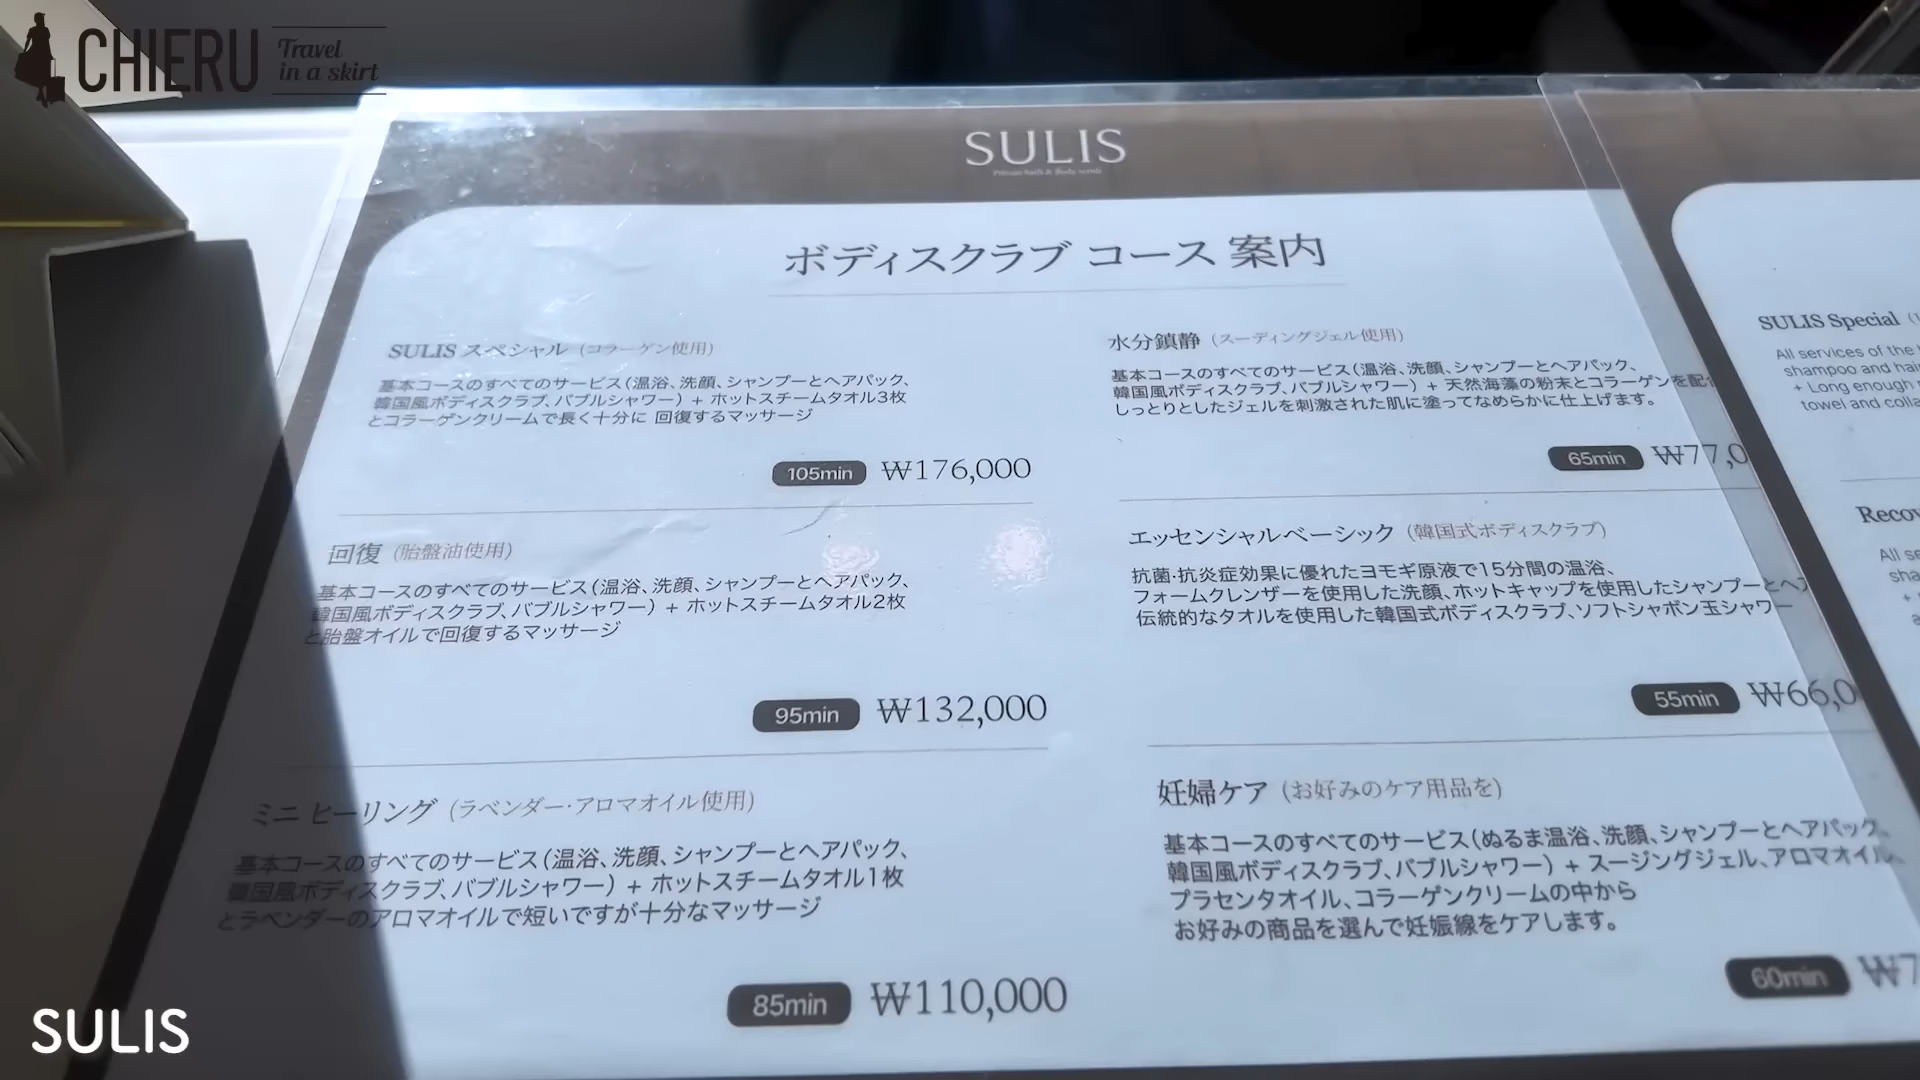 CHIERU
Travel
in a skirt
SULIS
Private bath & Body scrub
ボディスクラブ コース 案内
SULIS スペシャル (コラーゲン使用)
基本コースのすべてのサービス(温浴、洗顔、シャンプーとヘアパック、
韓国風ボディスクラブ、バブルシャワー) + ホットスチームタオル3枚
とコラーゲンクリームで長く十分に 回復するマッサージ
105min ₩176,000
回復 (胎盤油使用)
基本コースのすべてのサービス(温浴、洗顔、シャンプーとヘアパック、
韓国風ボディスクラブ、バブルシャワー) + ホットスチームタオル2枚
と胎盤オイルで回復するマッサージ
95min ₩132,000
ミニ ヒーリング (ラベンダー・アロマオイル使用)
基本コースのすべてのサービス(温浴、洗顔、シャンプーとヘアパック、
韓国風ボディスクラブ、バブルシャワー) + ホットスチームタオル1枚
とラベンダーのアロマオイルで短いですが十分なマッサージ
85min ₩110,000
水分鎮静 (スーディングジェル使用)
基本コースのすべてのサービス(温浴、洗顔、シャンプーとヘアパック、
韓国風ボディスクラブ、バブルシャワー) + 天然海藻の粉末とコラーゲンを配
しっとりとしたジェルを刺激された肌に塗ってなめらかに仕上げます。
65min ₩77,0
エッセンシャルベーシック (韓国式ボディスクラブ)
抗菌·抗炎症効果に優れたヨモギ原液で15分間の温浴、
フォームクレンザーを使用した洗顔、ホットキャップを使用したシャンプーとヘ
伝統的なタオルを使用した韓国式ボディスクラブ、ソフトシャボン玉シャワー
55min ₩66,0
妊婦ケア (お好みのケア用品を)
基本コースのすべてのサービス(ぬるま温浴、洗顔、シャンプーとヘアパック、
韓国風ボディスクラブ、バブルシャワー) + スージングジェル、アロマオイル、
プラセンタオイル、コラーゲンクリームの中から
お好みの商品を選んで妊娠線をケアします。
60min ₩7
SULIS Special
All services of the
shampoo and hai
+ Long enough
towel and colla
Recov
All se
sha
SULIS